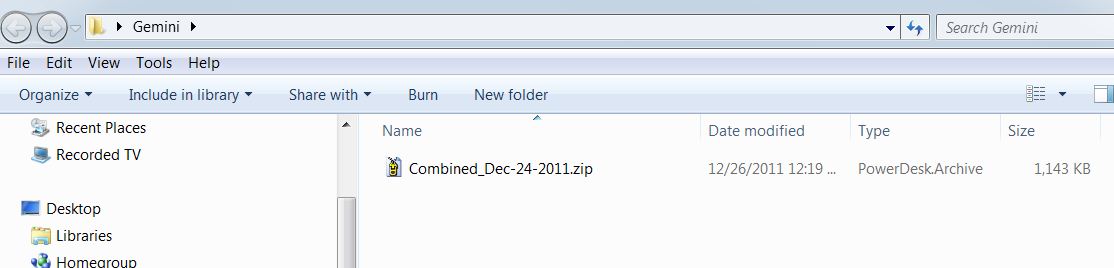 Gemini
Search Gemini
File Edit View Tools Help
Organize Include in library Share with Burn New folder
Recent Places
Recorded TV
Desktop
Libraries
Homegroup
Name Date modified Type Size
Combined_Dec-24-2011.zip 12/26/2011 12:19 ... PowerDesk.Archive 1,143 KB